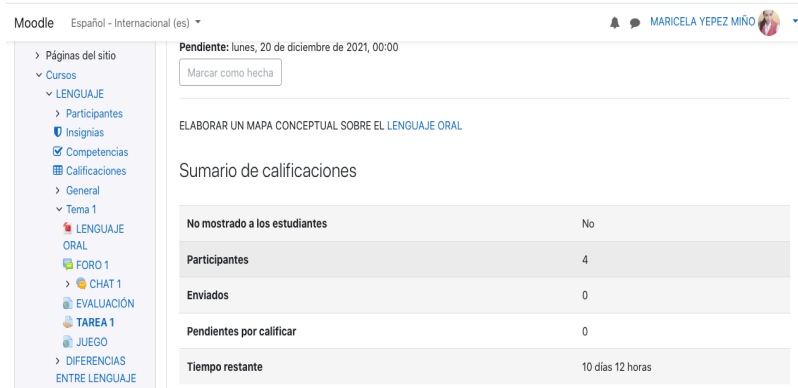 Moodle Español - Internacional (es) MARICELA YEPEZ MIÑO
Páginas del sitio
Cursos
LENGUAJE
Participantes
Insignias
Competencias
Calificaciones
General
Tema 1
LENGUAJE
ORAL
FORO 1
CHAT 1
EVALUACIÓN
TAREA 1
JUEGO
DIFERENCIAS
ENTRE LENGUAJE
Pendiente: lunes, 20 de diciembre de 2021, 00:00
Marcar como hecha
ELABORAR UN MAPA CONCEPTUAL SOBRE EL LENGUAJE ORAL
Sumario de calificaciones
No mostrado a los estudiantes No
Participantes 4
Enviados 0
Pendientes por calificar 0
Tiempo restante 10 días 12 horas